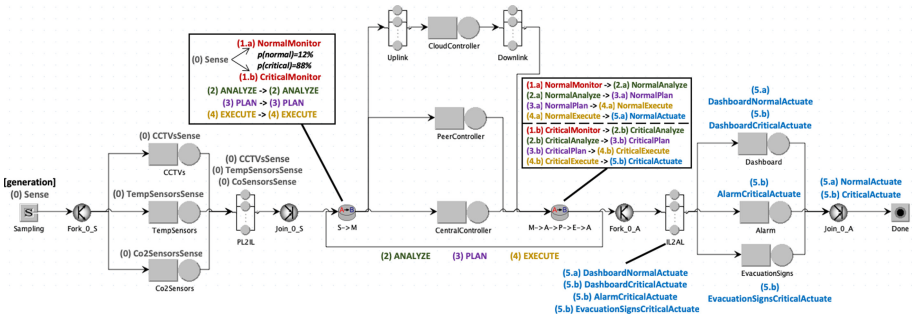 Uplink
CloudController
Downlink
(1.a) NormalMonitor
p(normal)=12%
(0) Sense
p(critical)=88%
(1.b) CriticalMonitor
(2) ANALYZE -> (2) ANALYZE
(3) PLAN -> (3) PLAN
(4) EXECUTE -> (4) EXECUTE
(1.a) NormalMonitor -> (2.a) NormalAnalyze
(2.a) NormalAnalyze -> (3.a) NormalPlan
(3.a) NormalPlan -> (4.a) NormalExecute
(4.a) NormalExecute -> (5.a) NormalActuate
(1.b) CriticalMonitor -> (2.b) CriticalAnalyze
(2.b) CriticalAnalyze -> (3.b) CriticalPlan
(3.b) CriticalPlan -> (4.b) CriticalExecute
(4.b) CriticalExecute -> (5.b) CriticalActuate
(5.a)
DashboardNormalActuate
(5.b)
DashboardCriticalActuate
PeerController
Dashboard
(0) CCTVsSense
CCTVs
(0) CCTVsSense
(0) TempSensorsSense
(0) CoSensorsSense
[generation]
(0) Sense
Sampling
Fork_0_S
(0) TempSensorsSense
TempSensors
PL2IL
Join_0_S
S->M
CentralController
M->A->P->E->A
Fork_0_A
IL2AL
(5.b)
AlarmCriticalActuate
Alarm
(5.a) NormalActuate
(5.b) CriticalActuate
Join_0_A
Done
(0) Co2SensorsSense
Co2Sensors
(2) ANALYZE (3) PLAN (4) EXECUTE
EvacuationSigns
(5.b)
EvacuationSignsCriticalActuate
(5.a) DashboardNormalActuate
(5.b) DashboardCriticalActuate
(5.b) AlarmCriticalActuate
(5.b) EvacuationSignsCriticalActuate